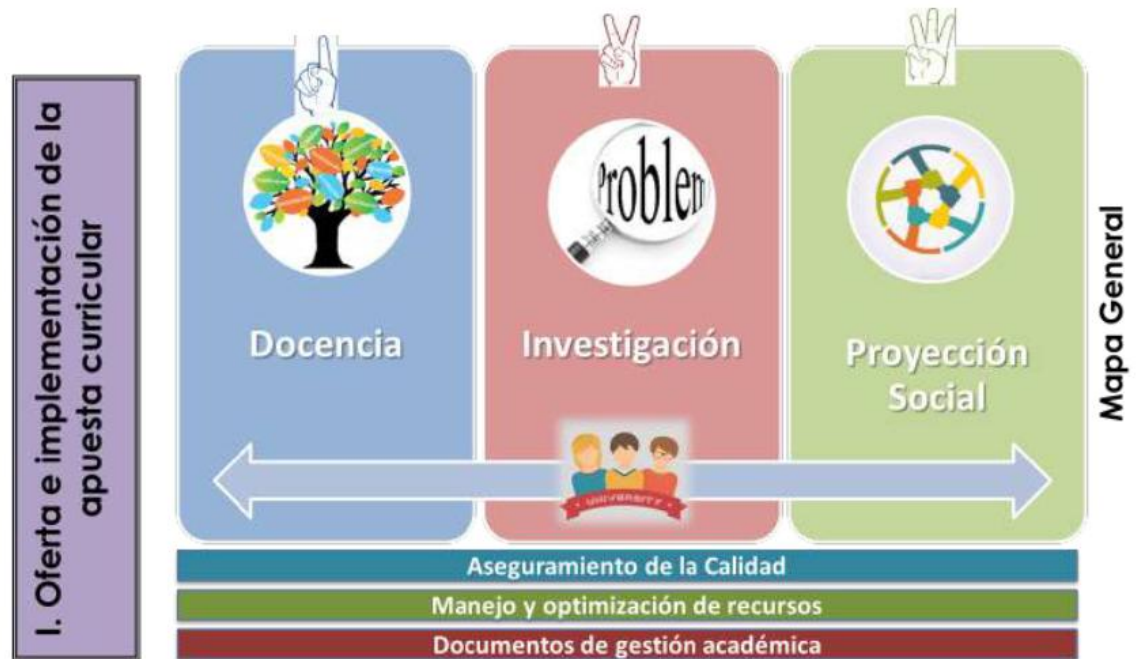 I. Oferta e implementación de la
apuesta curricular
Problem
Docencia
Investigación
Proyección
Social
UNIVERSITY
Aseguramiento de la Calidad
Manejo y optimización de recursos
Documentos de gestión académica
Mapa General